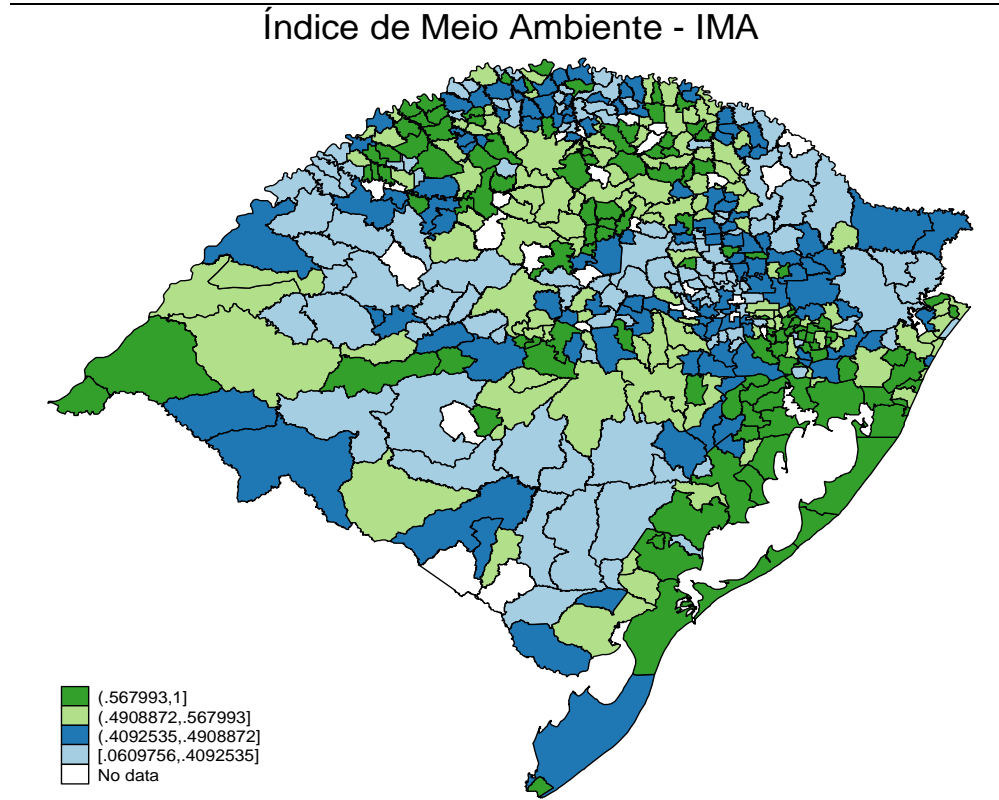 Índice de Meio Ambiente - IMA
(.567993,1]
(.4908872,.567993]
(.4092535,.4908872]
[.0609756,.4092535]
No data